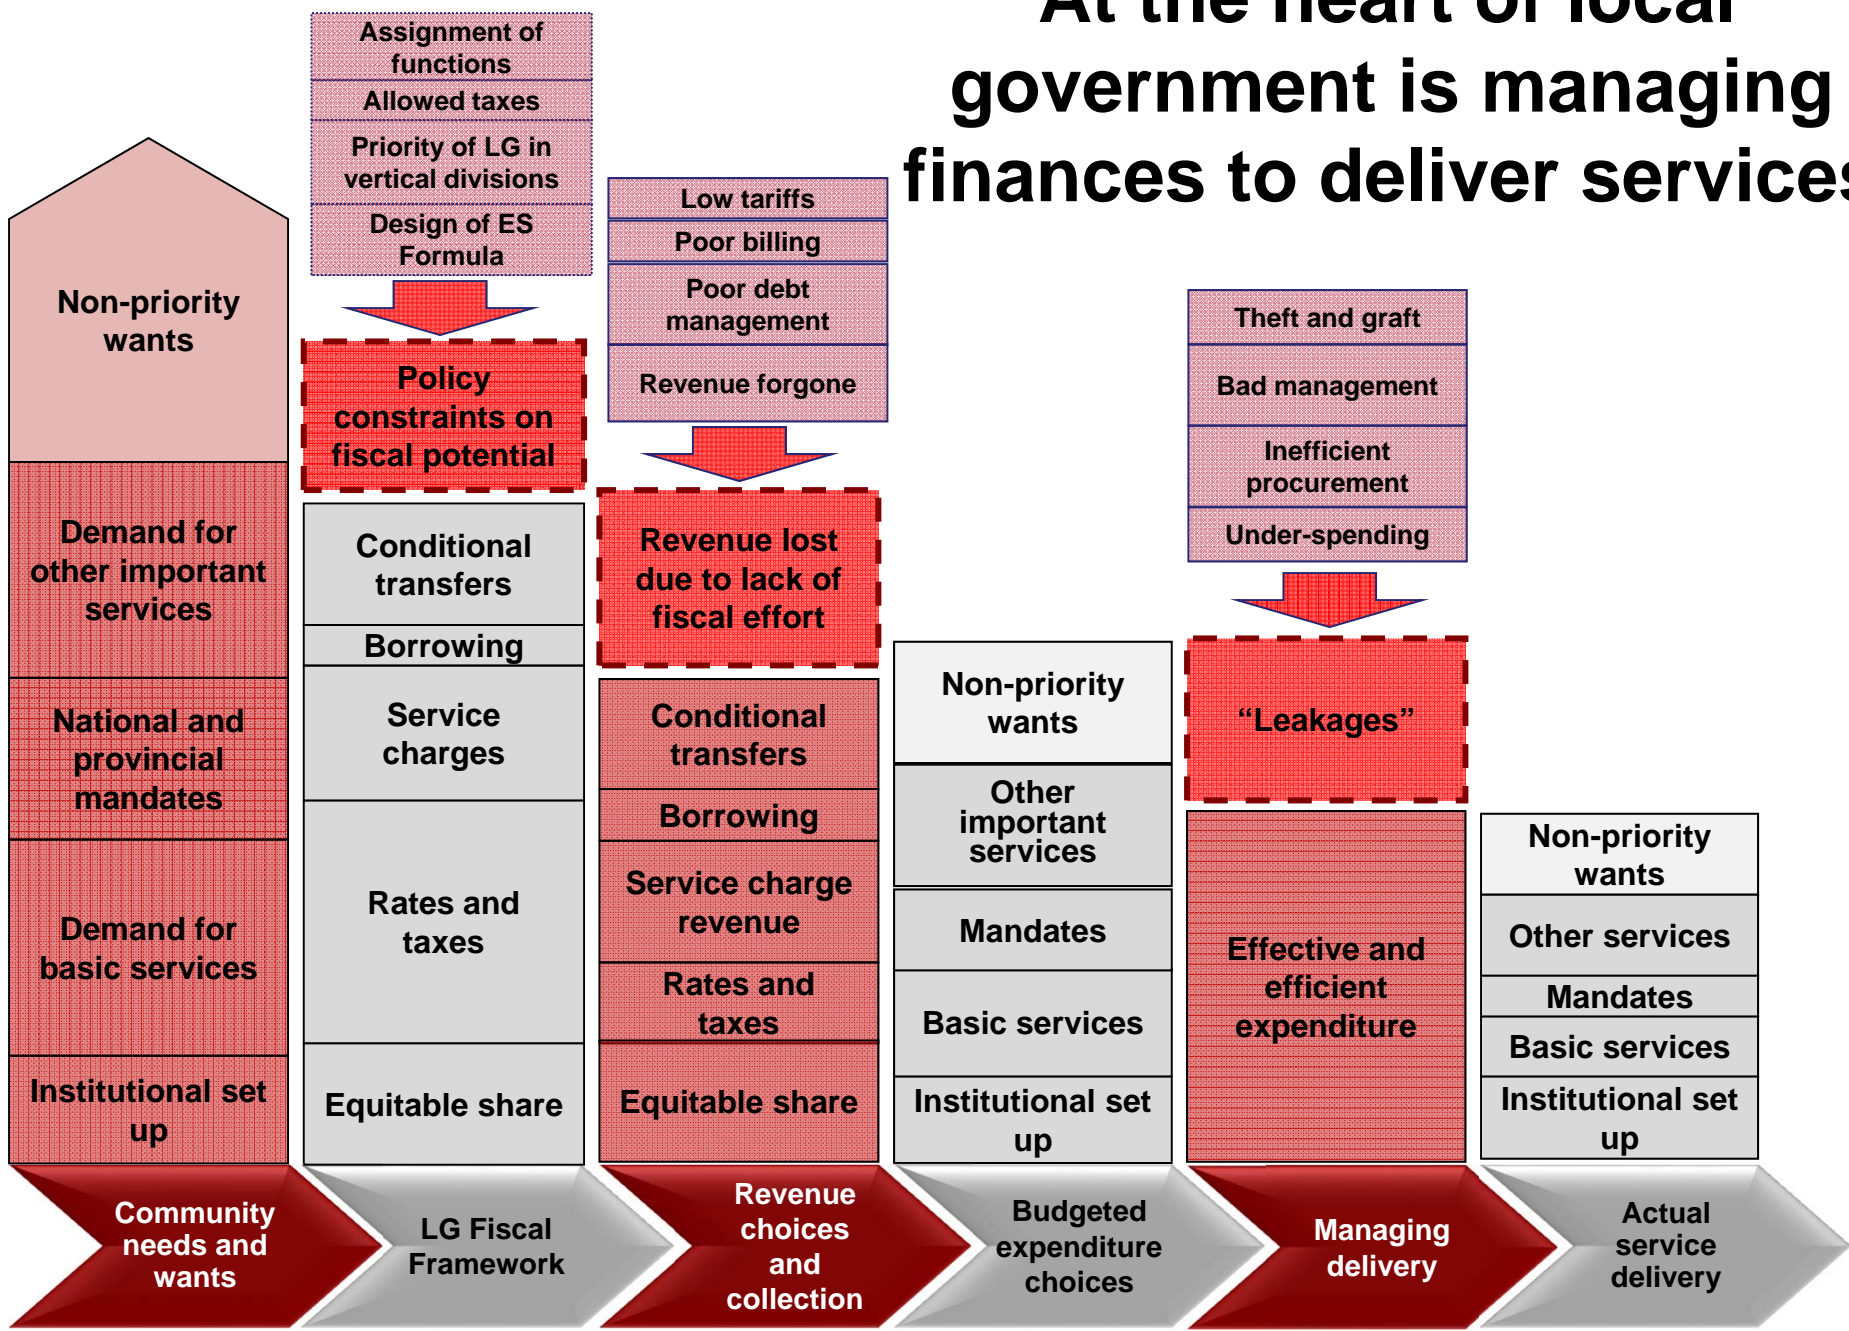 At the heart of local
government is managing
finances to deliver services
Non-priority
wants
Demand for
other important
services
National and
provincial
mandates
Demand for
basic services
Institutional set
up
Community
needs and
wants
Assignment of
functions
Allowed taxes
Priority of LG in
vertical divisions
Design of ES
Formula
Policy
constraints on
fiscal potential
Conditional
transfers
Borrowing
Service
charges
Rates and
taxes
Equitable share
LG Fiscal
Framework
Low tariffs
Poor billing
Poor debt
management
Revenue forgone
Revenue lost
due to lack of
fiscal effort
Conditional
transfers
Borrowing
Service charge
revenue
Rates and
taxes
Equitable share
Revenue
choices
and
collection
Non-priority
wants
Other
important
services
Mandates
Basic services
Institutional set
up
Budgeted
expenditure
choices
Theft and graft
Bad management
Inefficient
procurement
Under-spending
“Leakages”
Effective and
efficient
expenditure
Managing
delivery
Non-priority
wants
Other services
Mandates
Basic services
Institutional set
up
Actual
service
delivery